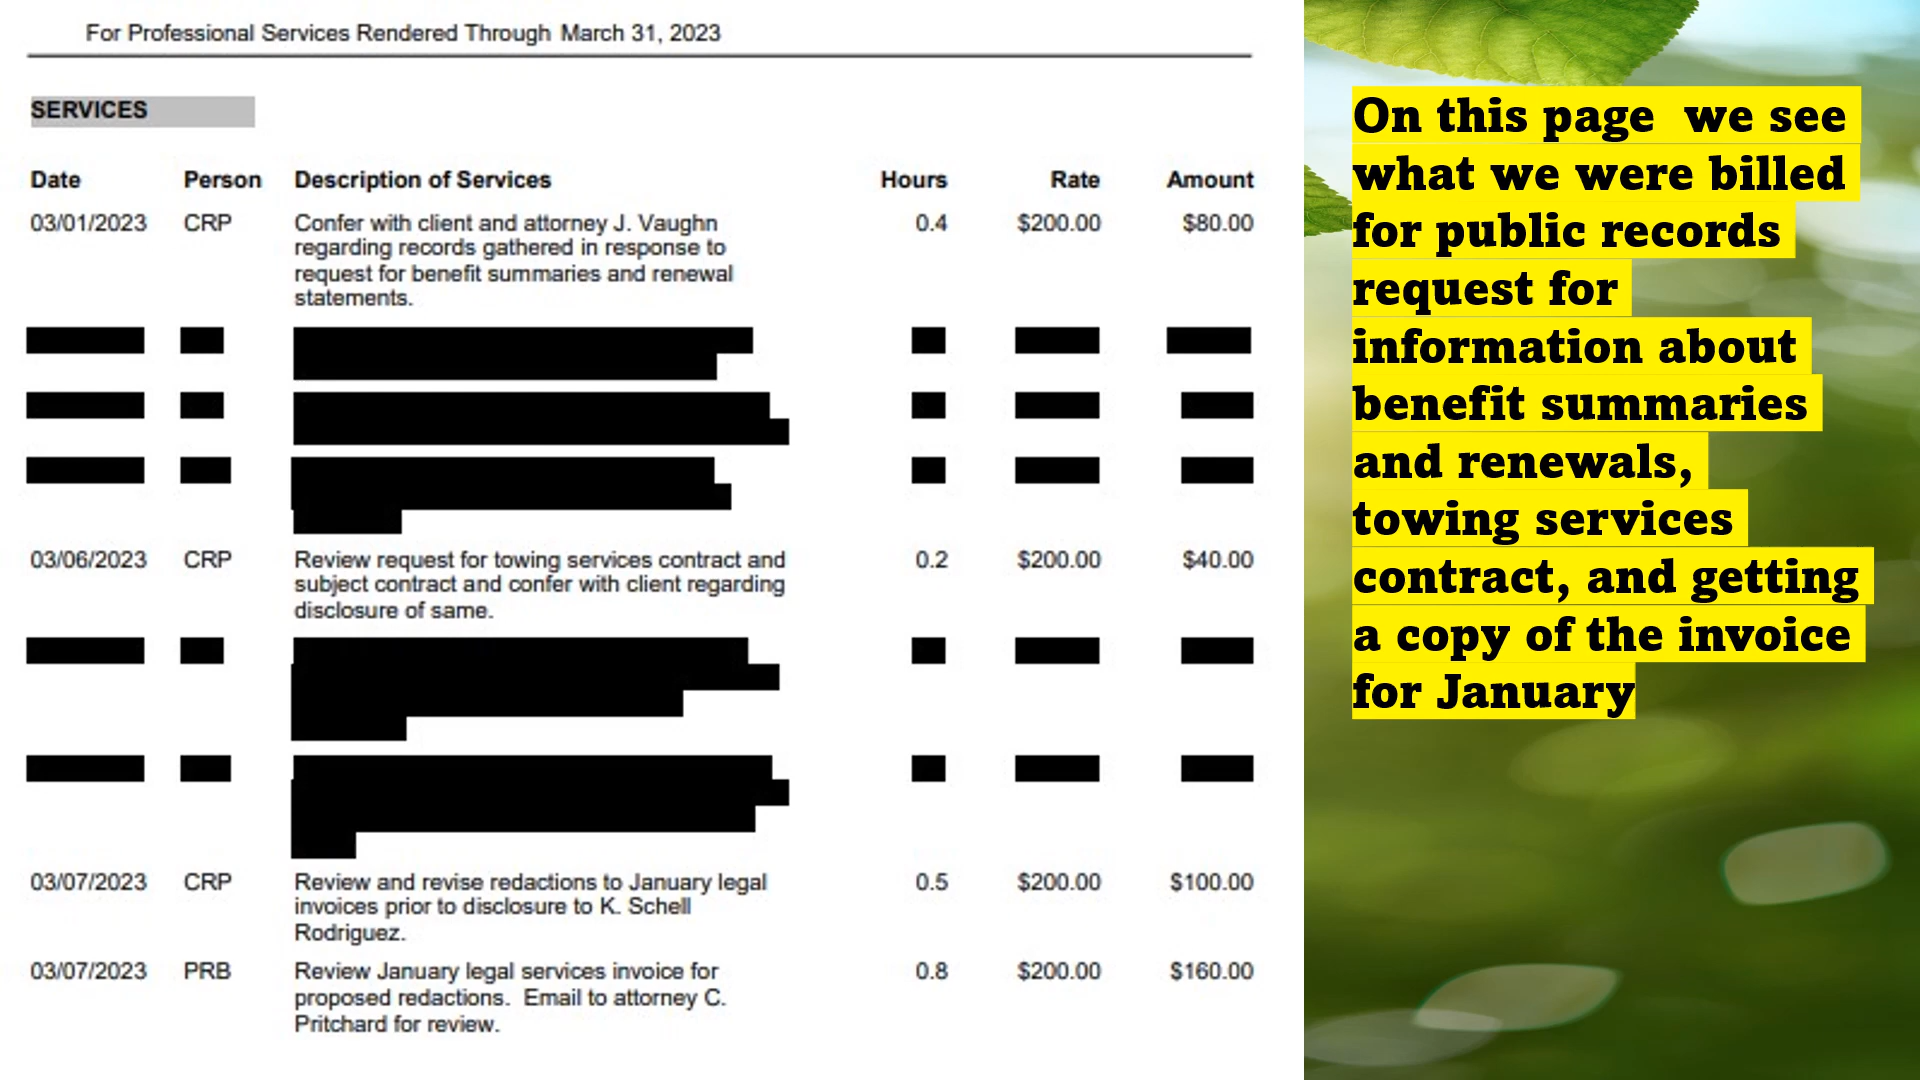 For Professional Services Rendered Through March 31, 2023
SERVICES
Date Person Description of Services Hours Rate Amount
03/01/2023 CRP Confer with client and attorney J. Vaughn 0.4 $200.00 $80.00
regarding records gathered in response to
request for benefit summaries and renewal
statements.
03/06/2023 CRP Review request for towing services contract and 0.2 $200.00 $40.00
subject contract and confer with client regarding
disclosure of same.
03/07/2023 CRP Review and revise redactions to January legal 0.5 $200.00 $100.00
invoices prior to disclosure to K. Schell
Rodriguez.
03/07/2023 PRB Review January legal services invoice for 0.8 $200.00 $160.00
proposed redactions. Email to attorney C.
Pritchard for review.
On this page we see
what we were billed
for public records
request for
information about
benefit summaries
and renewals,
towing services
contract, and getting
a copy of the invoice
for January